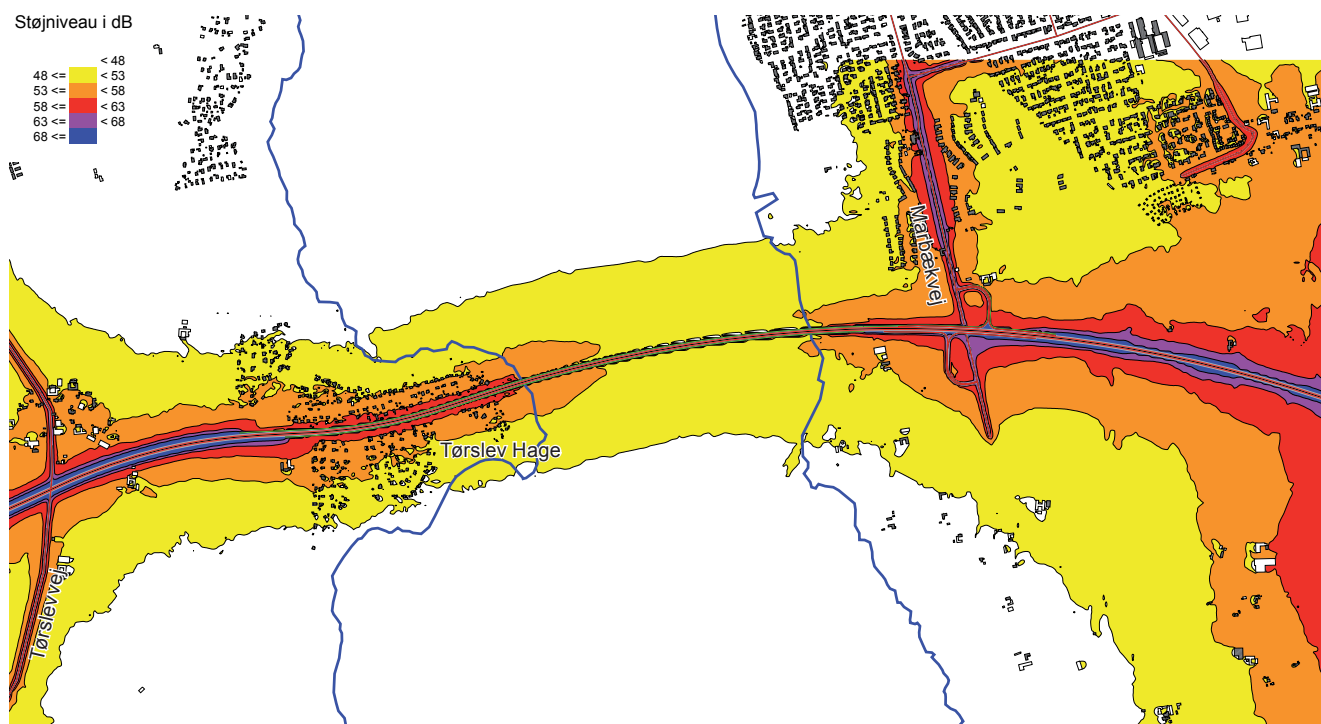 Støjniveau i dB
< 48
48 <= < 53
53 <= < 58
58 <= < 63
63 <= < 68
68 <=
Marbækvej
Tørslev Hage
Tørslevvej